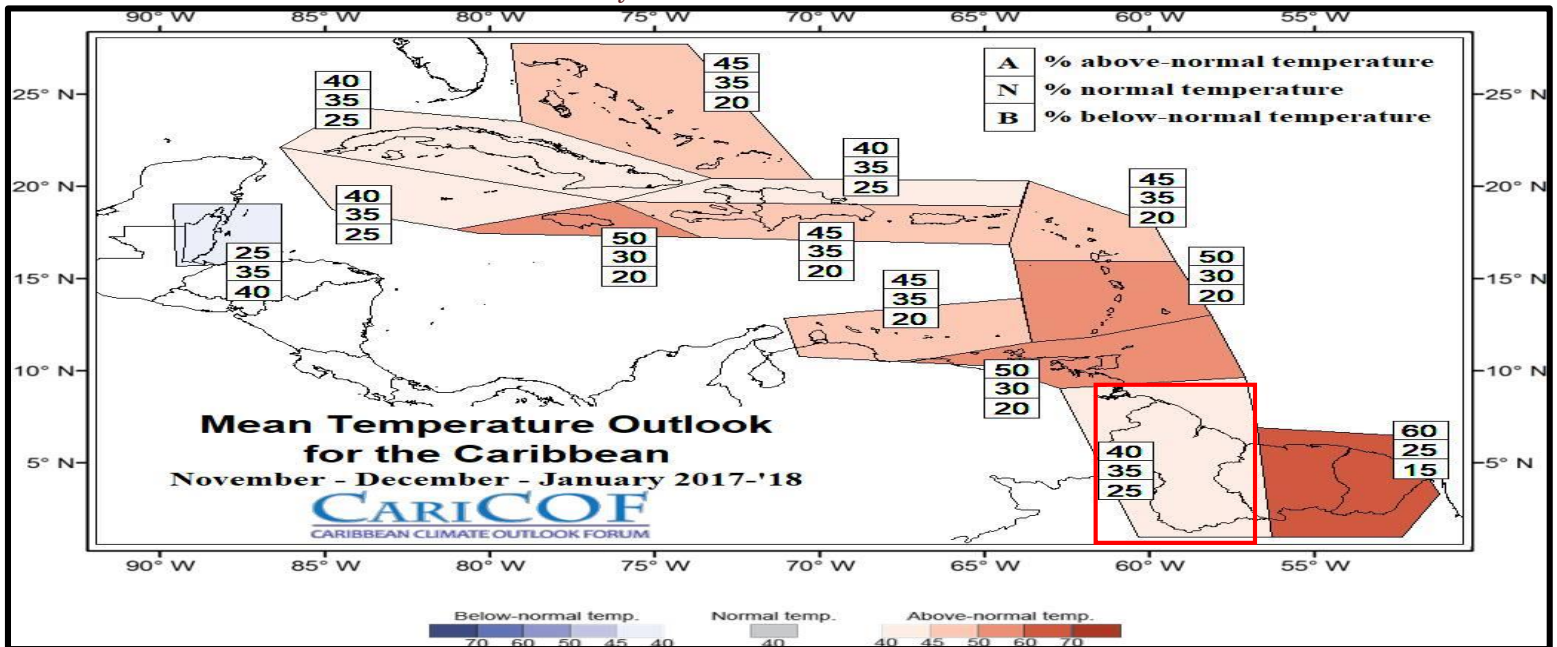 90° W 85° W 80° W 75° W 70° W 65° W 60° W 55° W
A % above-normal temperature
N % normal temperature
B % below-normal temperature
45
35
20
40
35
25
25° N 25° N
40
35
25
20° N 20° N
45
35
20
40
35
25
50
30
20
45
35
20
25
35
40
50
30
20
15° N 15° N
45
35
20
10° N 10° N
50
30
20
Mean Temperature Outlook
for the Caribbean
November - December - January 2017-'18
CARICOF
CARIBBEAN CLIMATE OUTLOOK FORUM
5° N 5° N
40
35
25
60
25
15
90° W 85° W 80° W 75° W 70° W 65° W 60° W 55° W
Below-normal temp. Normal temp. Above-normal temp.
70 60 50 45 40 40 40 45 50 60 70